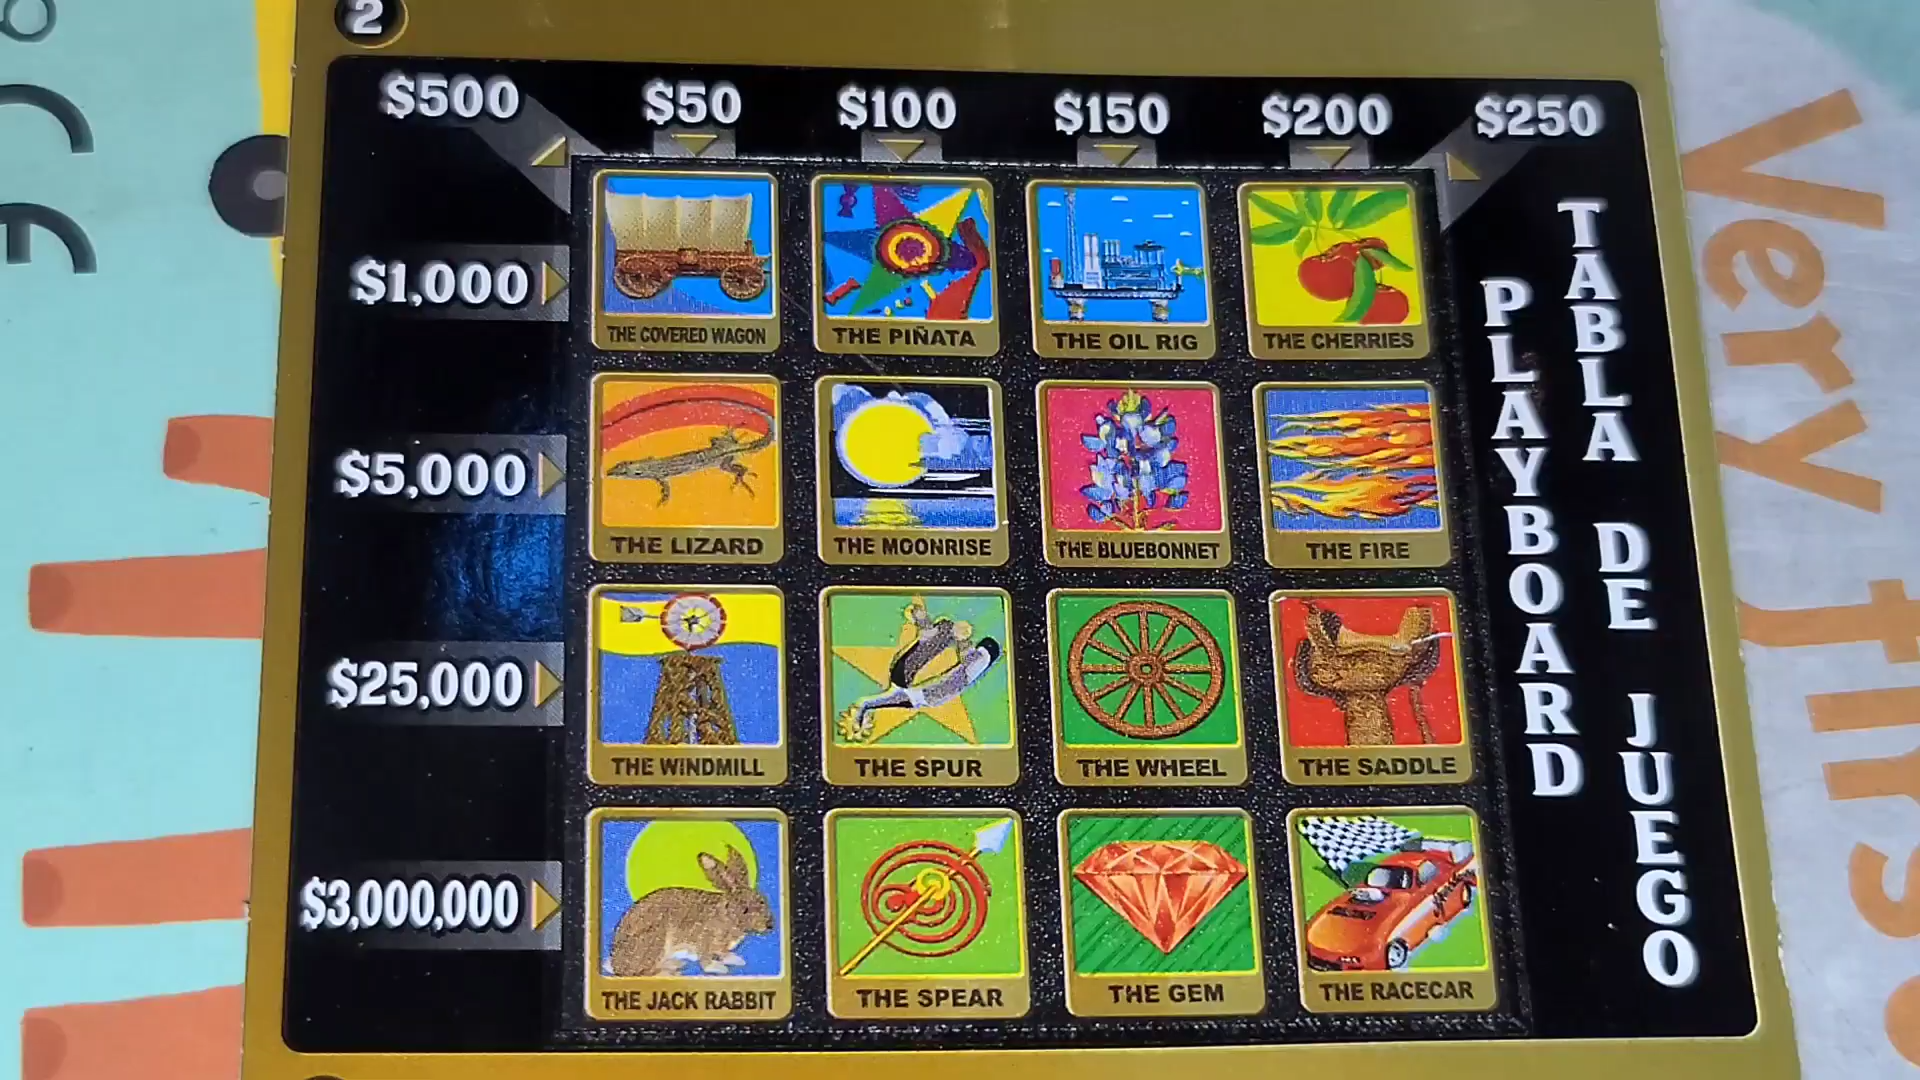 2
$500 $50 $100 $150 $200 $250
$1,000
THE COVERED WAGON THE PIÑATA THE OIL RIG THE CHERRIES
$5,000
THE LIZARD THE MOONRISE THE BLUEBONNET THE FIRE
$25,000
THE WINDMILL THE SPUR THE WHEEL THE SADDLE
$3,000,000
THE JACK RABBIT THE SPEAR THE GEM THE RACECAR
PLAYBOARD
TABLA DE JUEGO
Very